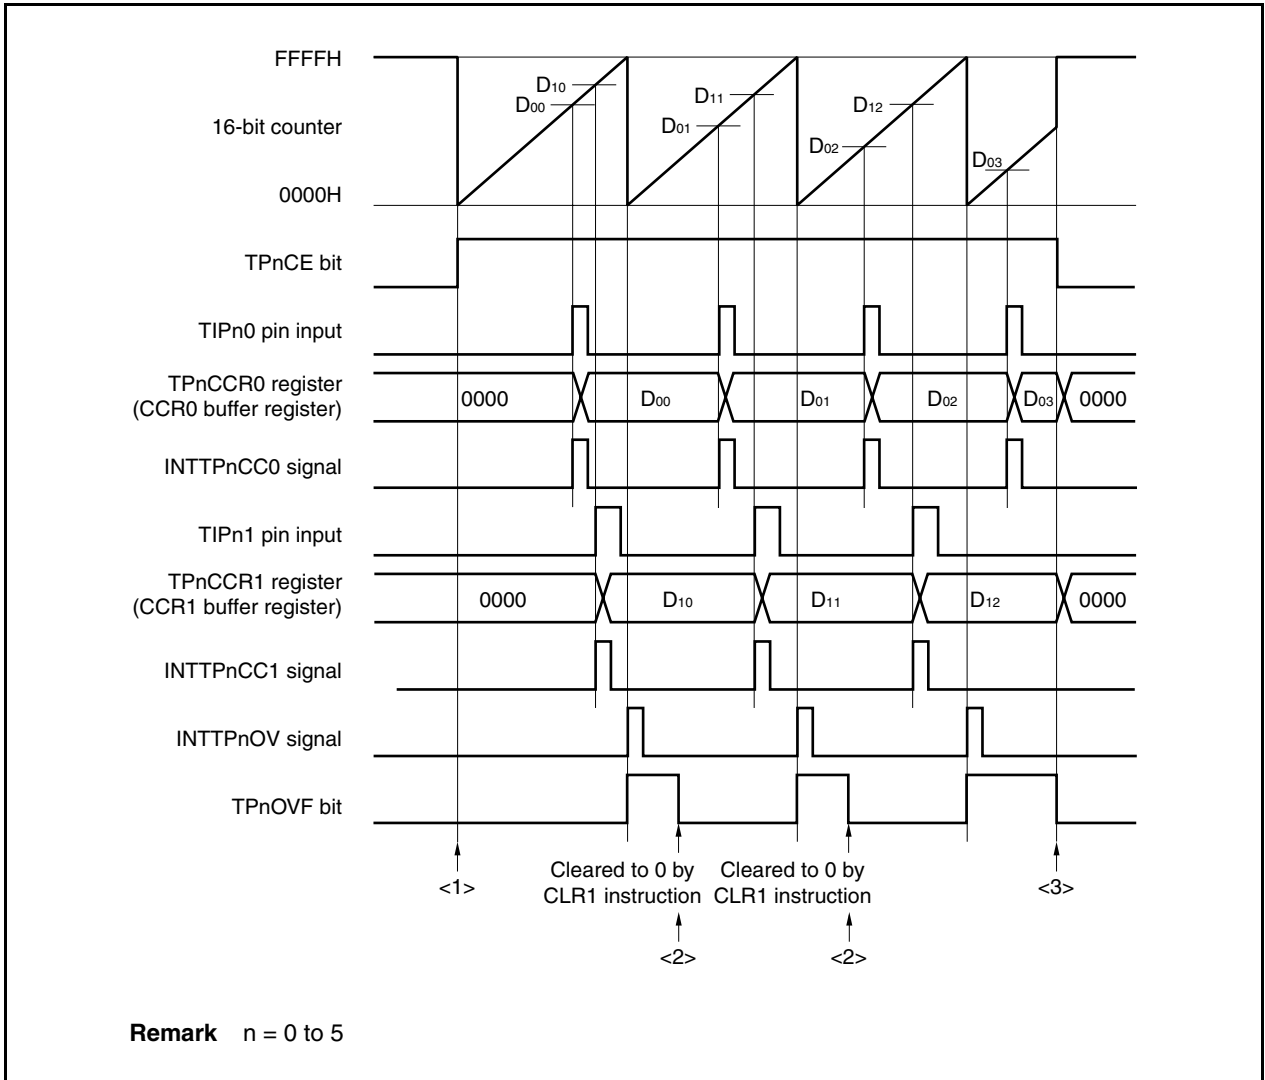 FFFFH
D10
D00
D11
D01
D12
D02
D03
16-bit counter
0000H
TPnCE bit
TIPn0 pin input
TPnCCR0 register
(CCR0 buffer register)
0000 D00 D01 D02 D03 0000
INTTPnCC0 signal
TIPn1 pin input
TPnCCR1 register
(CCR1 buffer register)
0000 D10 D11 D12 0000
INTTPnCC1 signal
INTTPnOV signal
TPnOVF bit
<1>
Cleared to 0 by
CLR1 instruction
<2>
Cleared to 0 by
CLR1 instruction
<2>
<3>
Remark n = 0 to 5